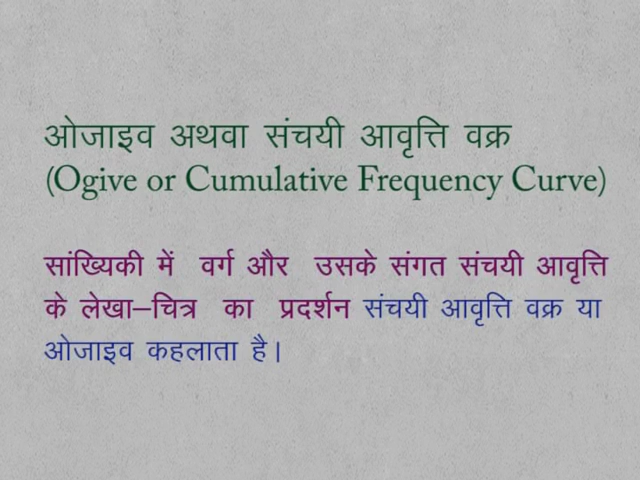 ओजाइव अथवा संचयी आवृत्ति वक्र
(Ogive or Cumulative Frequency Curve)
सांख्यिकी में वर्ग और उसके संगत संचयी आवृत्ति
के लेखा–चित्र का प्रदर्शन संचयी आवृत्ति वक्र या
ओजाइव कहलाता है।